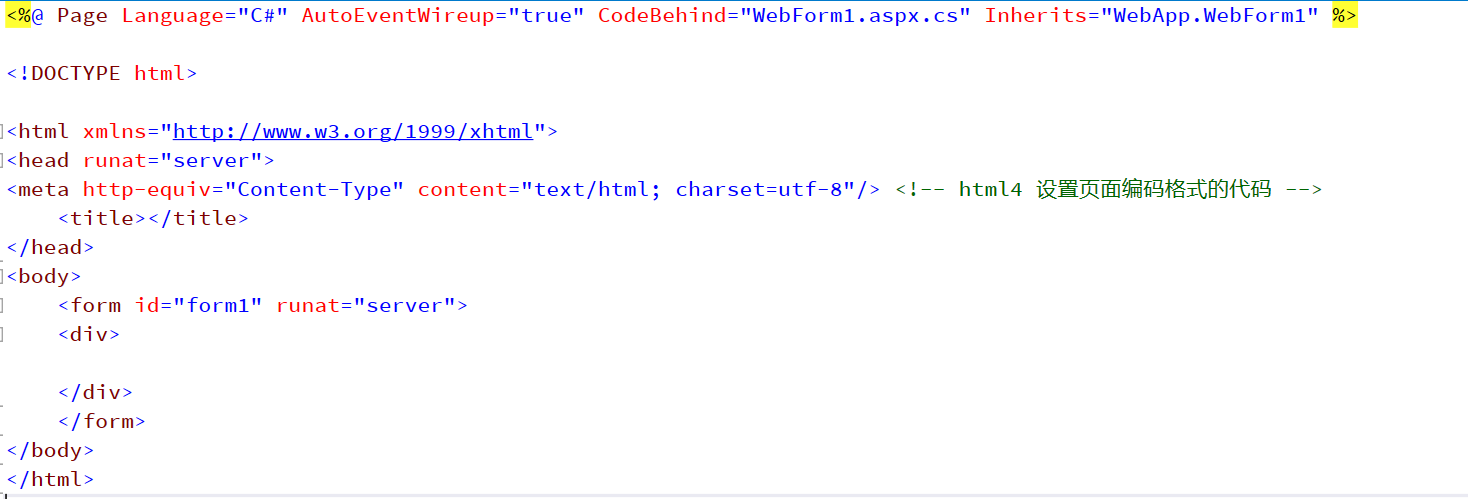 <%@ Page Language="C#" AutoEventWireup="true" CodeBehind="WebForm1.aspx.cs" Inherits="WebApp.WebForm1" %>
<!DOCTYPE html>
<html xmlns="http://www.w3.org/1999/xhtml">
<head runat="server">
<meta http-equiv="Content-Type" content="text/html; charset=utf-8"/> <!-- html4 设置页面编码格式的代码 -->
    <title></title>
</head>
<body>
    <form id="form1" runat="server">
    <div>
    </div>
    </form>
</body>
</html>